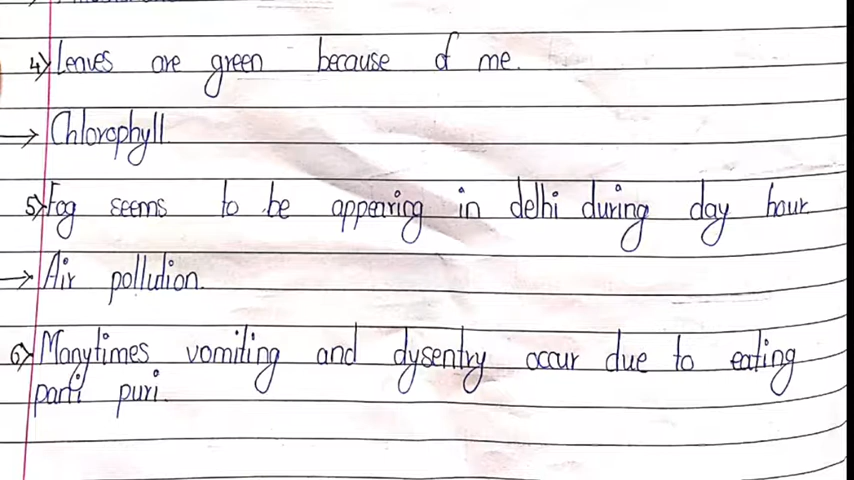 4) Leaves are green because of me.
→ Chlorophyll.
5) Fog seems to be appearing in delhi during day hour.
→ Air pollution.
6) Manytimes vomiting and dysentry occur due to eating
pani puri.